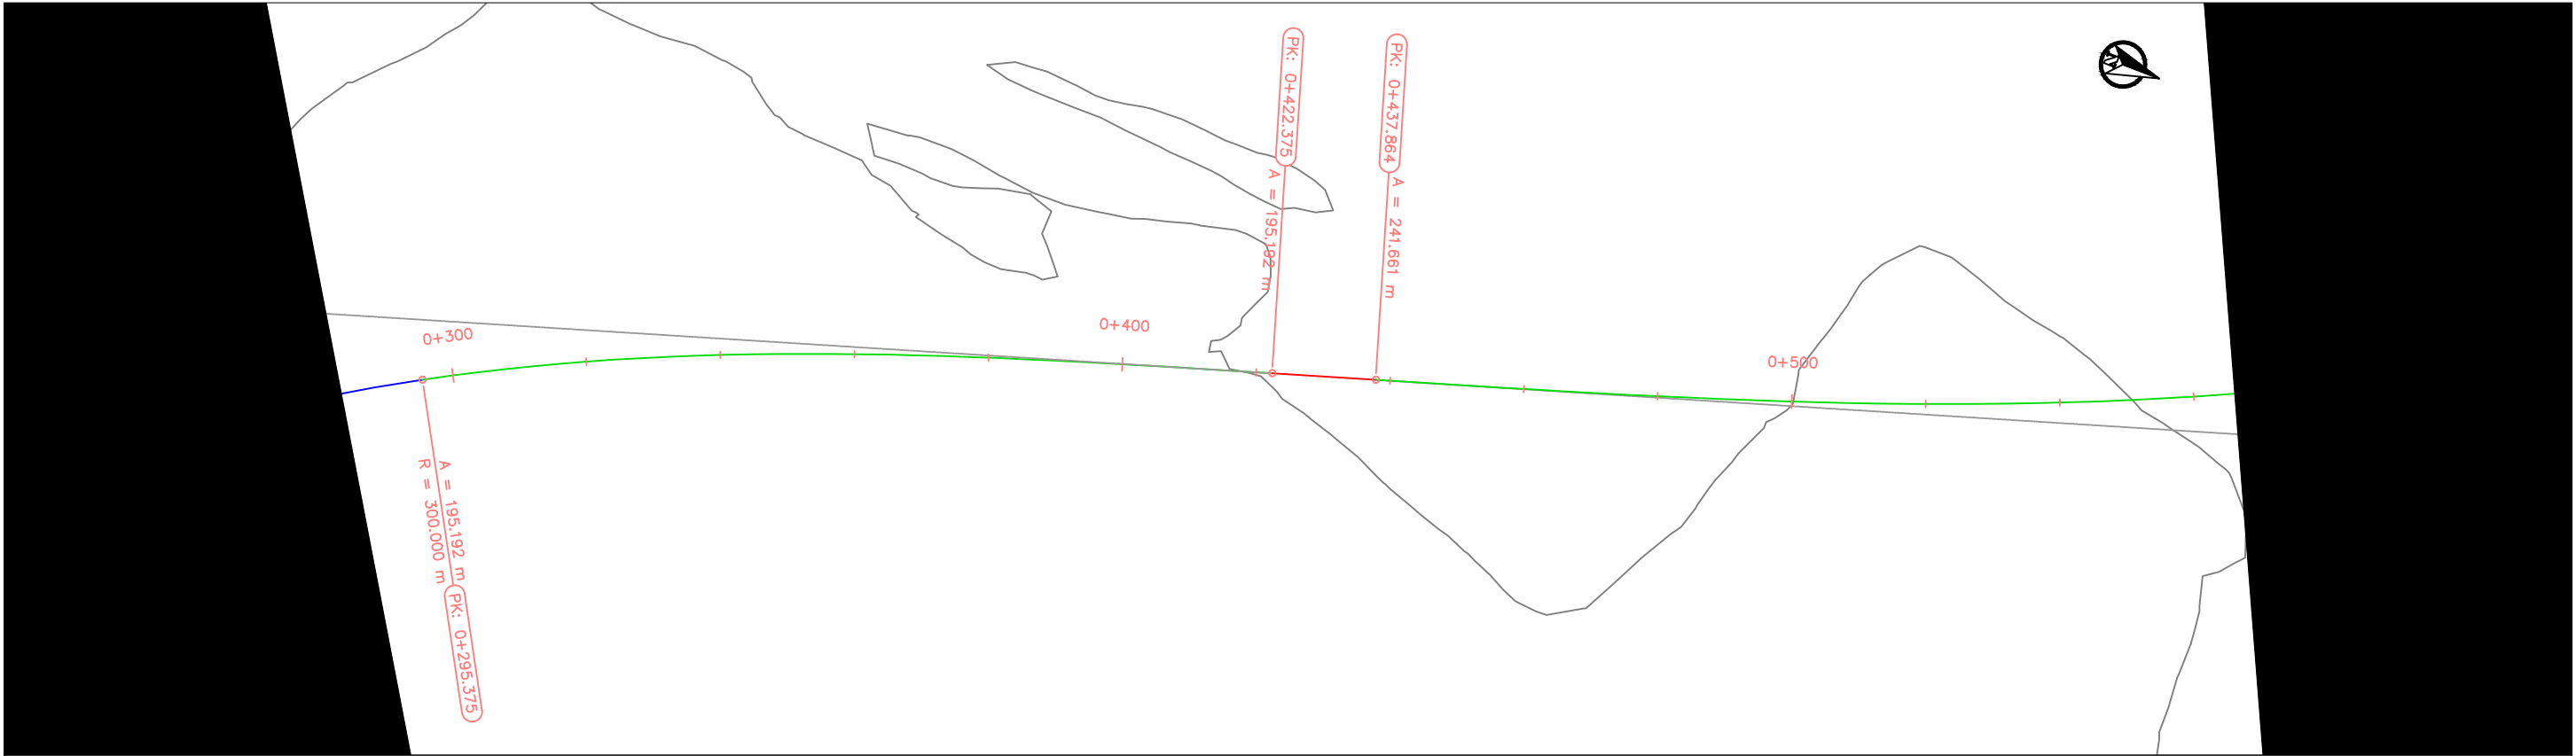 PK: 0+422.375
A = 195.192 m
PK: 0+437.864
A = 241.661 m
0+300
0+400
0+500
A = 195.192 m
R = 300.000 m
PK: 0+295.375